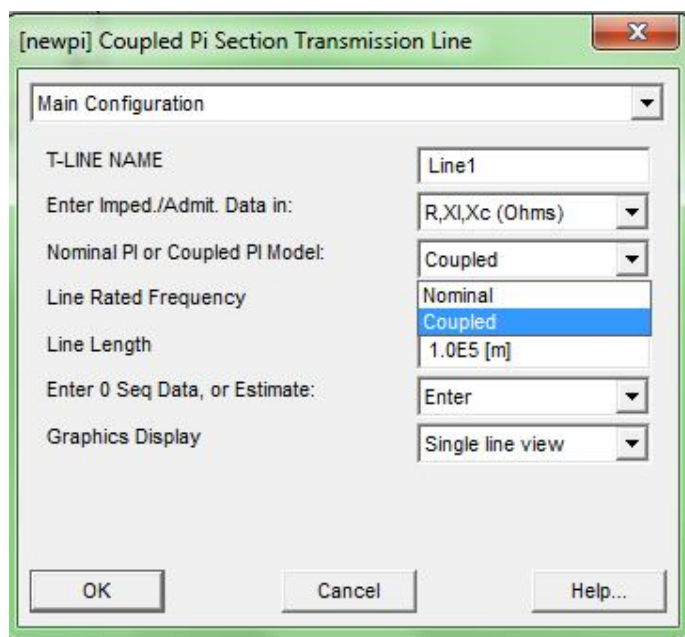 [newpi] Coupled Pi Section Transmission Line
Main Configuration
T-LINE NAME Line1
Enter Imped./Admit. Data in: R,Xl,Xc (Ohms)
Nominal PI or Coupled PI Model: Coupled
Line Rated Frequency Nominal
Coupled
Line Length 1.0E5 [m]
Enter 0 Seq Data, or Estimate: Enter
Graphics Display Single line view
OK Cancel Help...